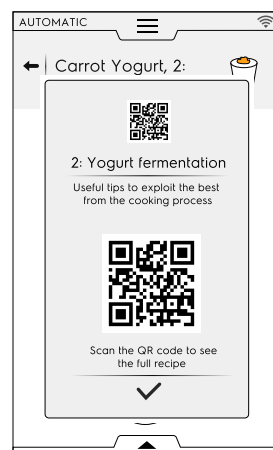 AUTOMATIC
Carrot Yogurt, 2:
2: Yogurt fermentation
Useful tips to exploit the best
from the cooking process
Scan the QR code to see
the full recipe